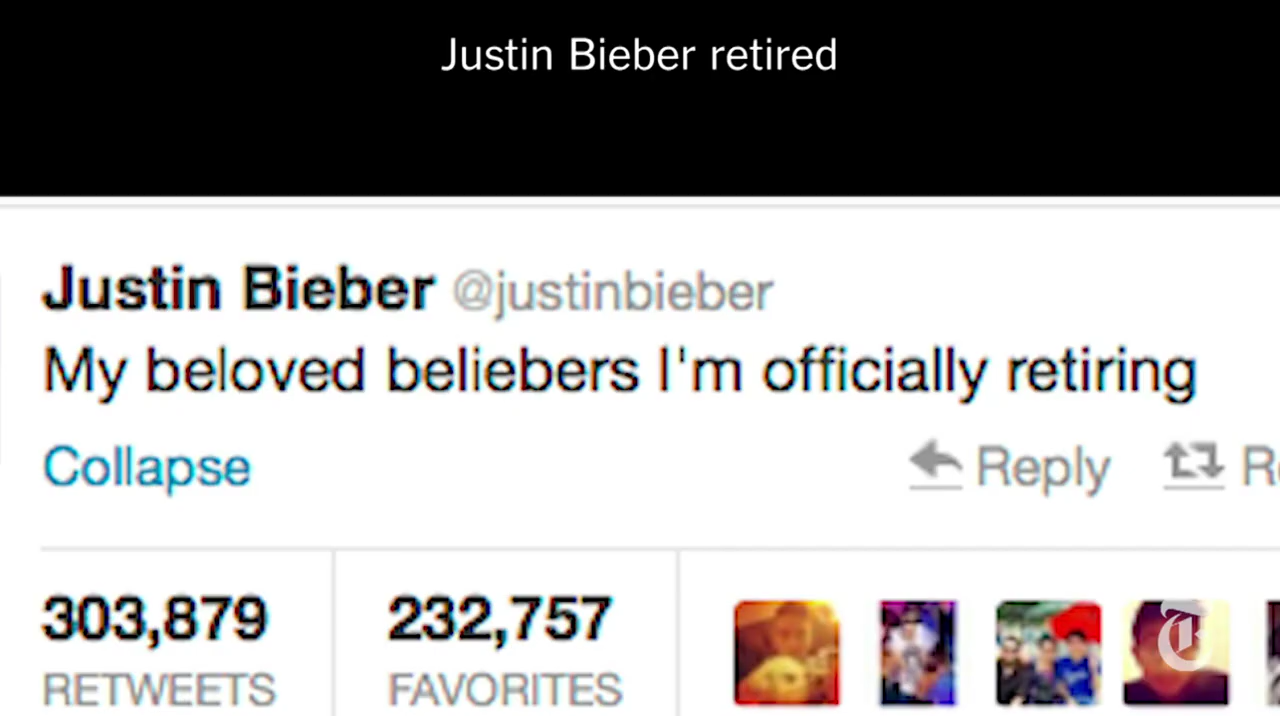 Justin Bieber retired
Justin Bieber @justinbieber
My beloved beliebers I'm officially retiring
Collapse
Reply
303,879
232,757
RETWEETS
FAVORITES